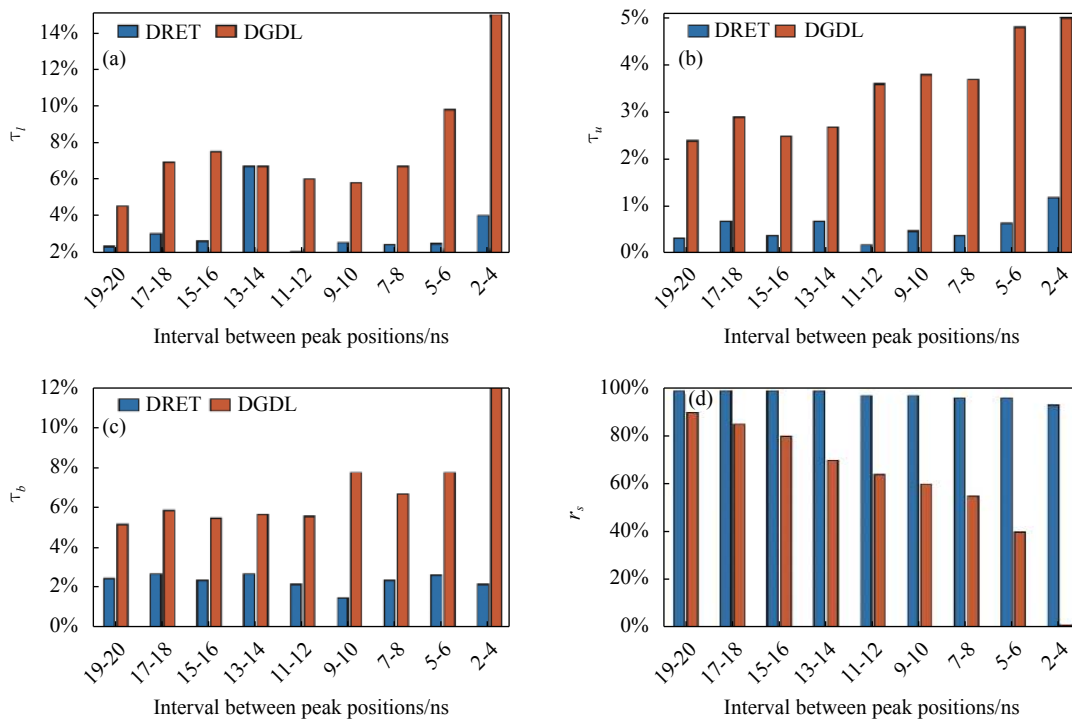 14%
12%
10%
8%
6%
4%
2%
τl
DRET DGDL
(a)
19-20 17-18 15-16 13-14 11-12 9-10 7-8 5-6 2-4
Interval between peak positions/ns
5%
4%
3%
2%
1%
0%
τu
DRET DGDL
(b)
19-20 17-18 15-16 13-14 11-12 9-10 7-8 5-6 2-4
Interval between peak positions/ns
12%
10%
8%
6%
4%
2%
0%
τb
DRET DGDL
(c)
19-20 17-18 15-16 13-14 11-12 9-10 7-8 5-6 2-4
Interval between peak positions/ns
100%
80%
60%
40%
20%
0%
rs
(d)
19-20 17-18 15-16 13-14 11-12 9-10 7-8 5-6 2-4
Interval between peak positions/ns